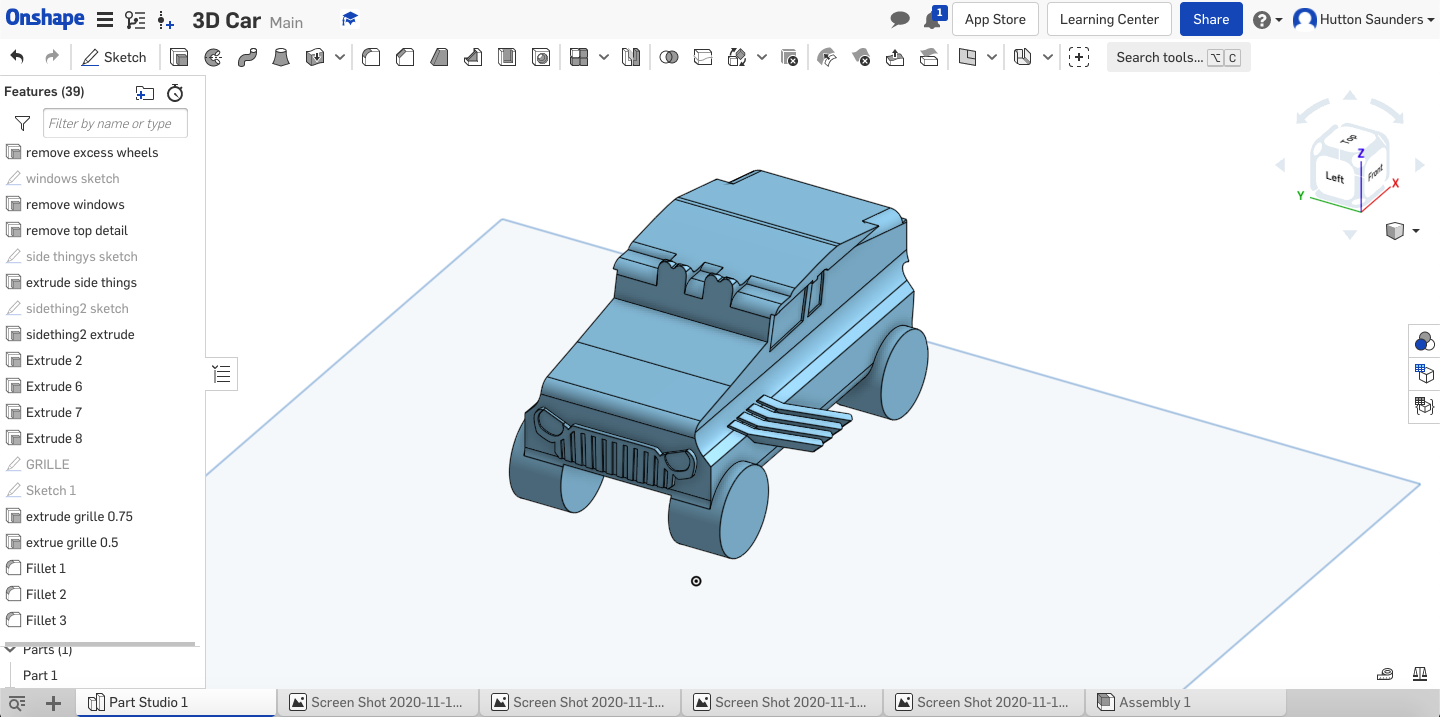 Onshape
3D Car Main
1
App Store
Learning Center
Share
Hutton Saunders
Sketch
Search tools... ⌥ C
Features (39)
Filter by name or type
remove excess wheels
windows sketch
remove windows
remove top detail
side thingys sketch
extrude side things
sidething2 sketch
sidething2 extrude
Extrude 2
Extrude 6
Extrude 7
Extrude 8
GRILLE
Sketch 1
extrude grille 0.75
extrue grille 0.5
Fillet 1
Fillet 2
Fillet 3
Parts (1)
Part 1
Top
Z
Left
Front
X
Y
Part Studio 1
Screen Shot 2020-11-1...
Screen Shot 2020-11-1...
Screen Shot 2020-11-1...
Screen Shot 2020-11-1...
Assembly 1